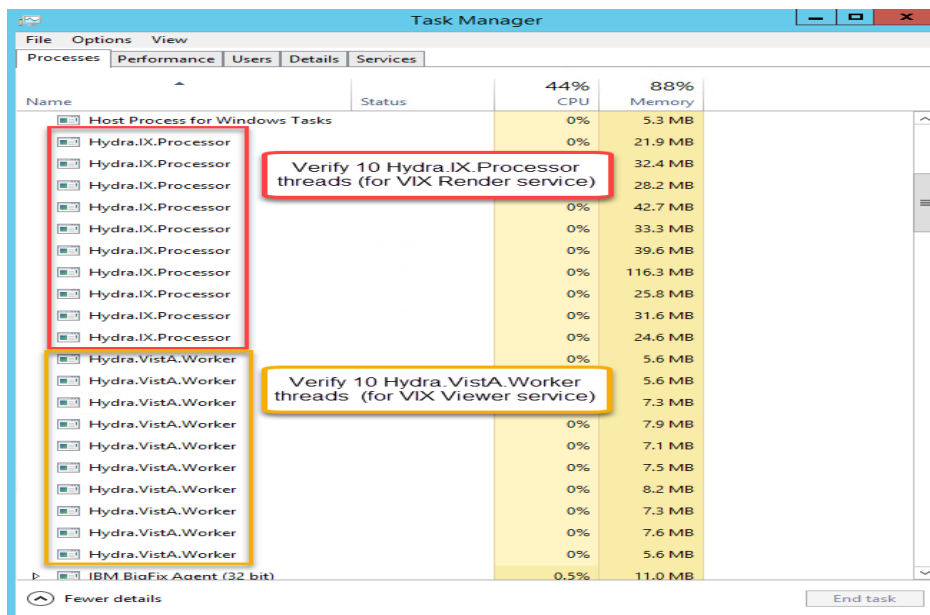 Task Manager
File Options View
Processes Performance Users Details Services
44% 88%
Name Status CPU Memory
Host Process for Windows Tasks 0% 5.3 MB
Hydra.IX.Processor 0% 21.9 MB
Hydra.IX.Processor 32.4 MB
Hydra.IX.Processor 28.2 MB
Hydra.IX.Processor 0% 42.7 MB
Hydra.IX.Processor 0% 33.3 MB
Hydra.IX.Processor 0% 39.6 MB
Hydra.IX.Processor 0% 116.3 MB
Hydra.IX.Processor 0% 25.8 MB
Hydra.IX.Processor 0% 31.6 MB
Hydra.IX.Processor 0% 24.6 MB
Verify 10 Hydra.IX.Processor
threads (for VIX Render service)
Hydra.VistA.Worker 0% 5.6 MB
Hydra.VistA.Worker 5.6 MB
Hydra.VistA.Worker 7.3 MB
Hydra.VistA.Worker 0% 7.9 MB
Hydra.VistA.Worker 0% 7.1 MB
Hydra.VistA.Worker 0% 7.5 MB
Hydra.VistA.Worker 0% 8.2 MB
Hydra.VistA.Worker 0% 7.3 MB
Hydra.VistA.Worker 0% 7.6 MB
Hydra.VistA.Worker 0% 5.6 MB
Verify 10 Hydra.VistA.Worker
threads (for VIX Viewer service)
IBM BigFix Agent (32 bit) 0.5% 11.0 MB
Fewer details End task